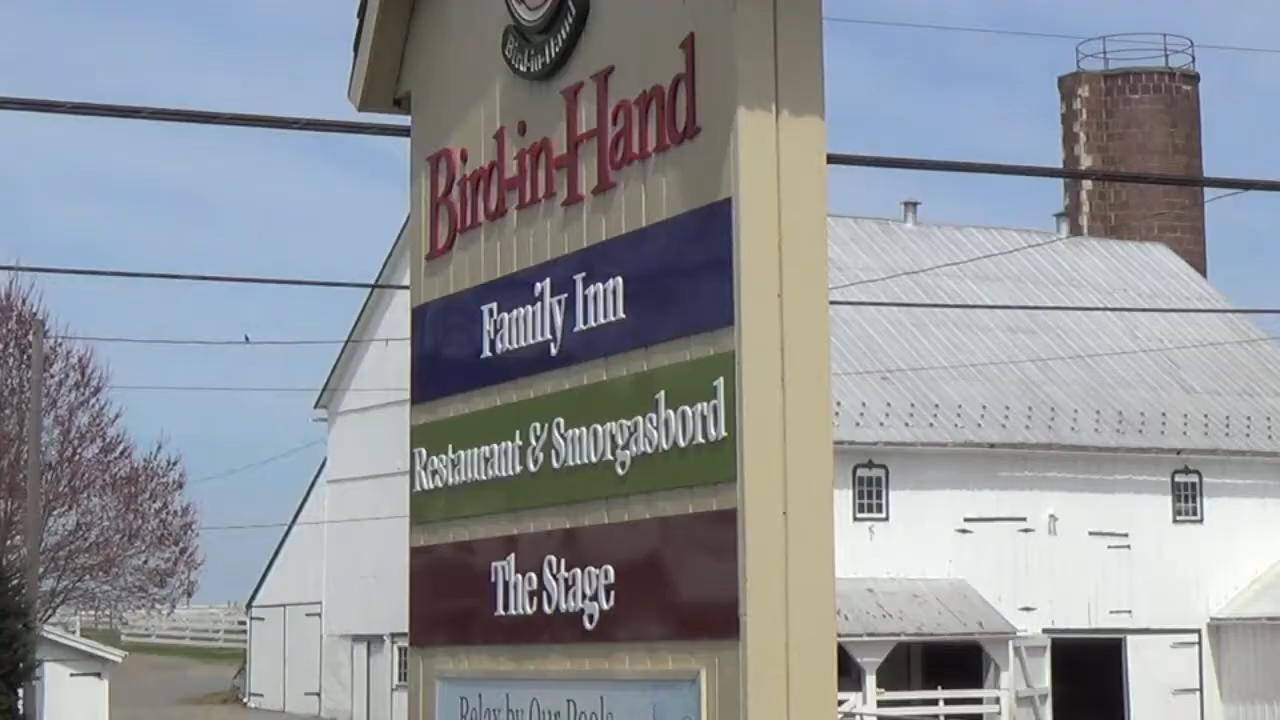 Bird-in-Hand
Bird-in-Hand
Family Inn
Restaurant & Smorgasbord
The Stage
Relax by Our Pools